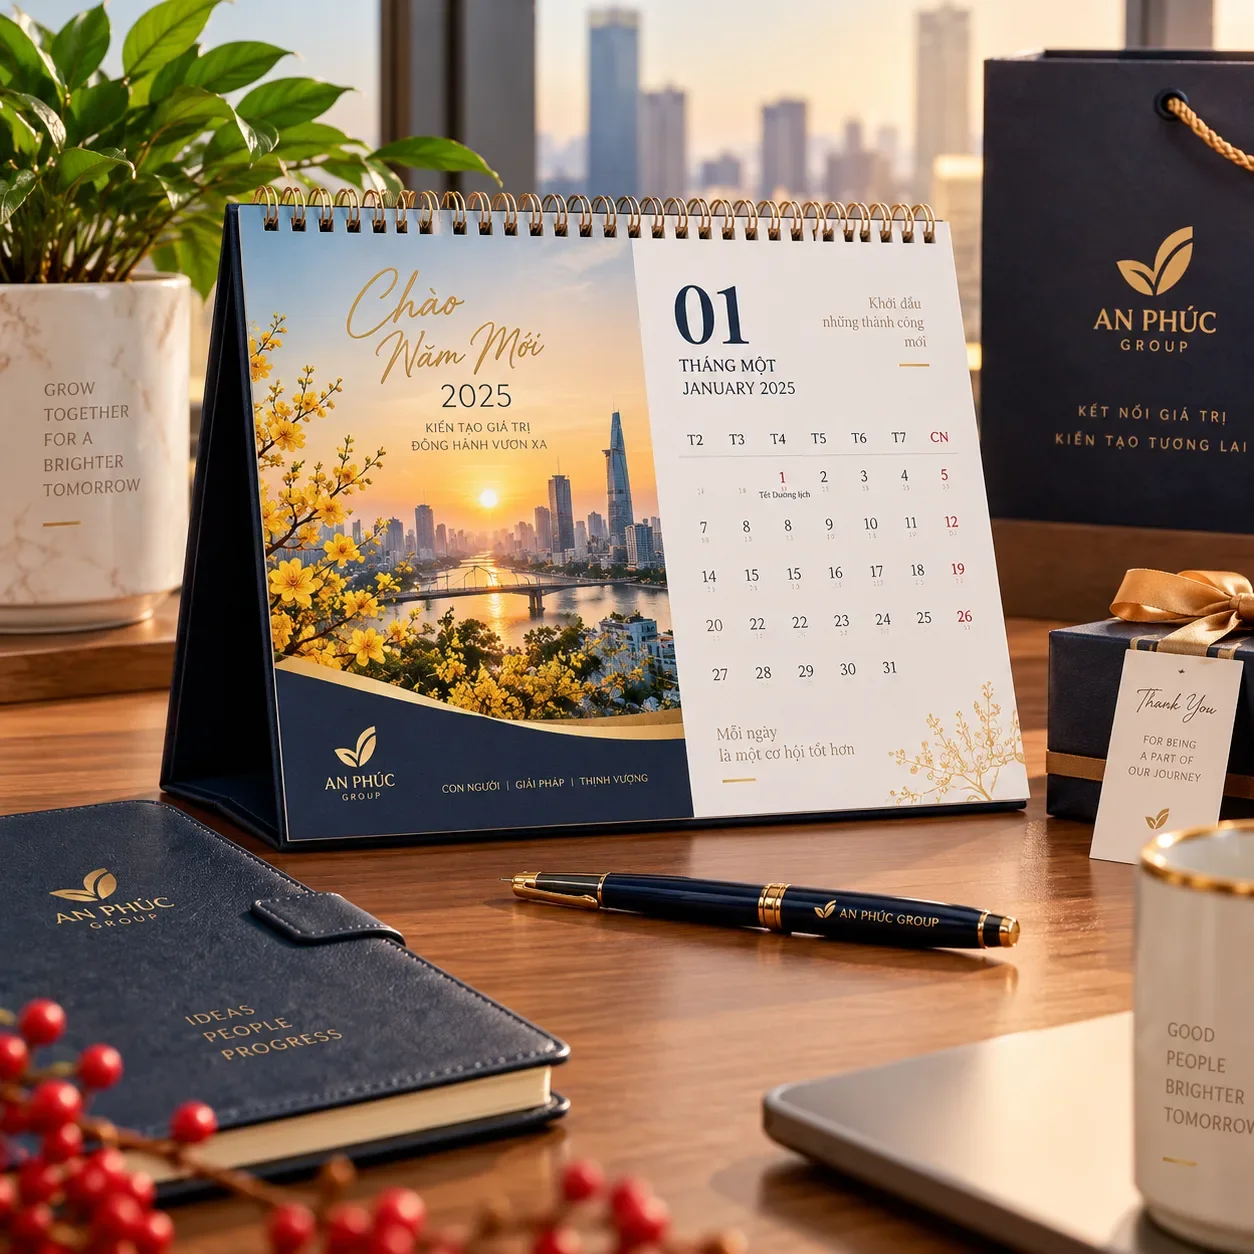 Chào
Năm Mới
2025
KIẾN TẠO GIÁ TRỊ
ĐỒNG HÀNH VƯƠN XA
AN PHÚC
GROUP
CON NGƯỜI | GIẢI PHÁP | THỊNH VƯỢNG
01
THÁNG MỘT
JANUARY 2025
Khởi đầu
những thành công
mới
T2 T3 T4 T5 T6 T7 CN
1 2 3 4 5
Tết Dương lịch
7 8 8 9 10 11 12
14 15 15 16 17 18 19
20 22 22 23 24 25 26
27 28 29 30 31
Mỗi ngày
là một cơ hội tốt hơn
GROW
TOGETHER
FOR A
BRIGHTER
TOMORROW
AN PHÚC
GROUP
KẾT NỐI GIÁ TRỊ
KIẾN TẠO TƯƠNG LAI
Thank You
FOR BEING
A PART OF
OUR JOURNEY
AN PHÚC
GROUP
IDEAS
PEOPLE
PROGRESS
AN PHÚC GROUP
GOOD
PEOPLE
BRIGHTER
TOMORROW